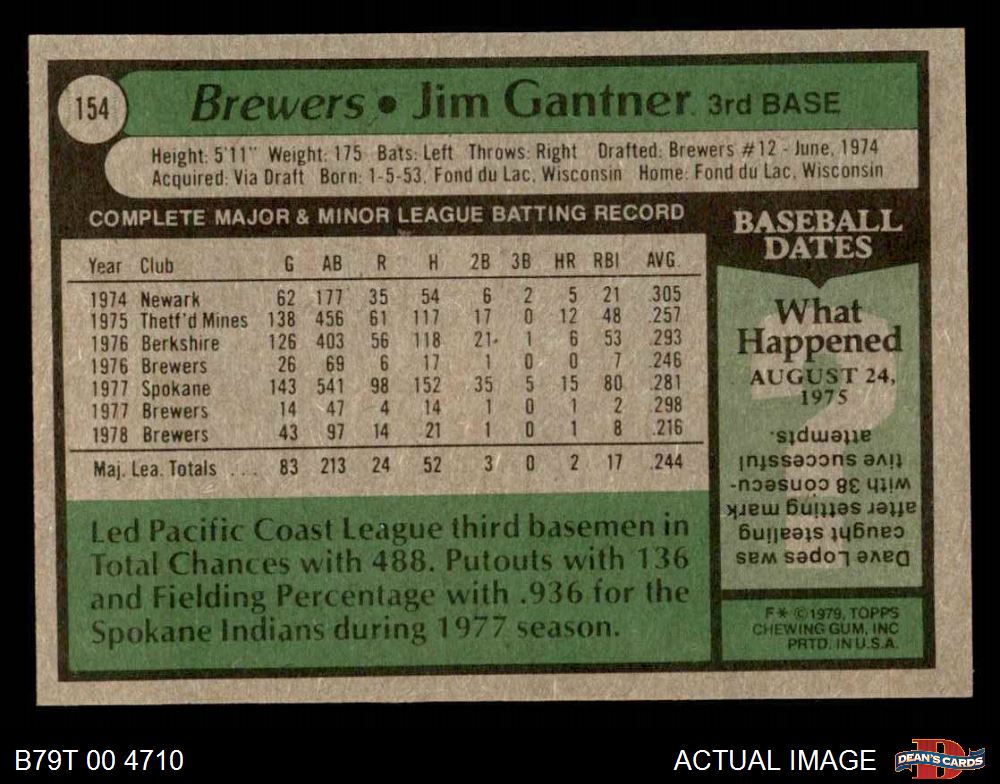 154
Brewers • Jim Gantner 3rd BASE
Height: 5'11" Weight: 175 Bats: Left Throws: Right Drafted: Brewers #12 - June, 1974
Acquired: Via Draft Born: 1-5-53, Fond du Lac, Wisconsin Home: Fond du Lac, Wisconsin
COMPLETE MAJOR & MINOR LEAGUE BATTING RECORD
Year Club G AB R H 2B 3B HR RBI AVG.
1974 Newark 62 177 35 54 6 2 5 21 .305
1975 Thetf'd Mines 138 456 61 117 17 0 12 48 .257
1976 Berkshire 126 403 56 118 21 1 6 53 .293
1976 Brewers 26 69 6 17 1 0 0 7 .246
1977 Spokane 143 541 98 152 35 5 15 80 .281
1977 Brewers 14 47 4 14 1 0 1 2 .298
1978 Brewers 43 97 14 21 1 0 1 8 .216
Maj. Lea. Totals ... 83 213 24 52 3 0 2 17 .244
Led Pacific Coast League third basemen in
Total Chances with 488. Putouts with 136
and Fielding Percentage with .936 for the
Spokane Indians during 1977 season.
BASEBALL
DATES
What
Happened
AUGUST 24,
1975
Dave Lopes was
caught stealing
after setting mark
with 38 consecu-
tive successful
attempts.
F* © 1979, TOPPS
CHEWING GUM, INC
PRTD. IN U.S.A.
B79T 00 4710
ACTUAL IMAGE
D
DEAN'S CARDS